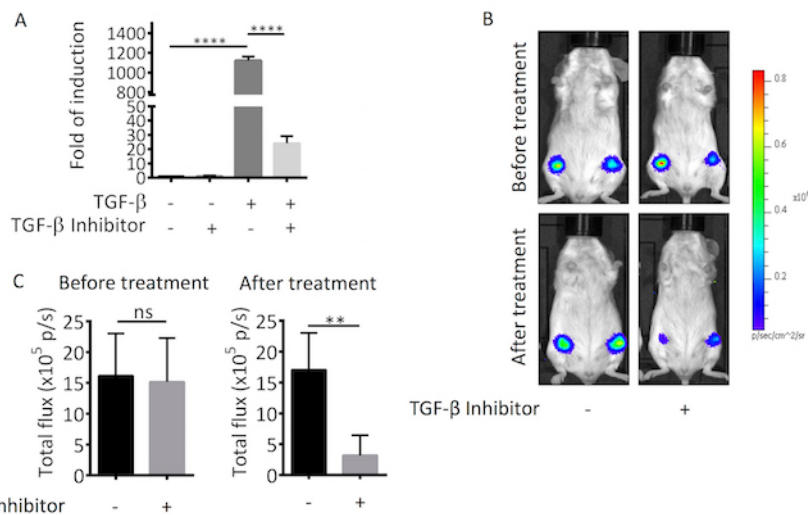 A
Fold of induction
1400
1200
1000
800
50
40
30
20
10
0
****
****
TGF-β - - + +
TGF-β Inhibitor - + - +
B
Before treatment
After treatment
0.8
0.6
0.4
0.2
p/sec/cm^2/sr
TGF-β Inhibitor - +
C
Before treatment
Total flux (x10⁵ p/s)
25
20
15
10
5
0
ns
nhibitor - +
After treatment
Total flux (x10⁵ p/s)
25
20
15
10
5
0
**
- +